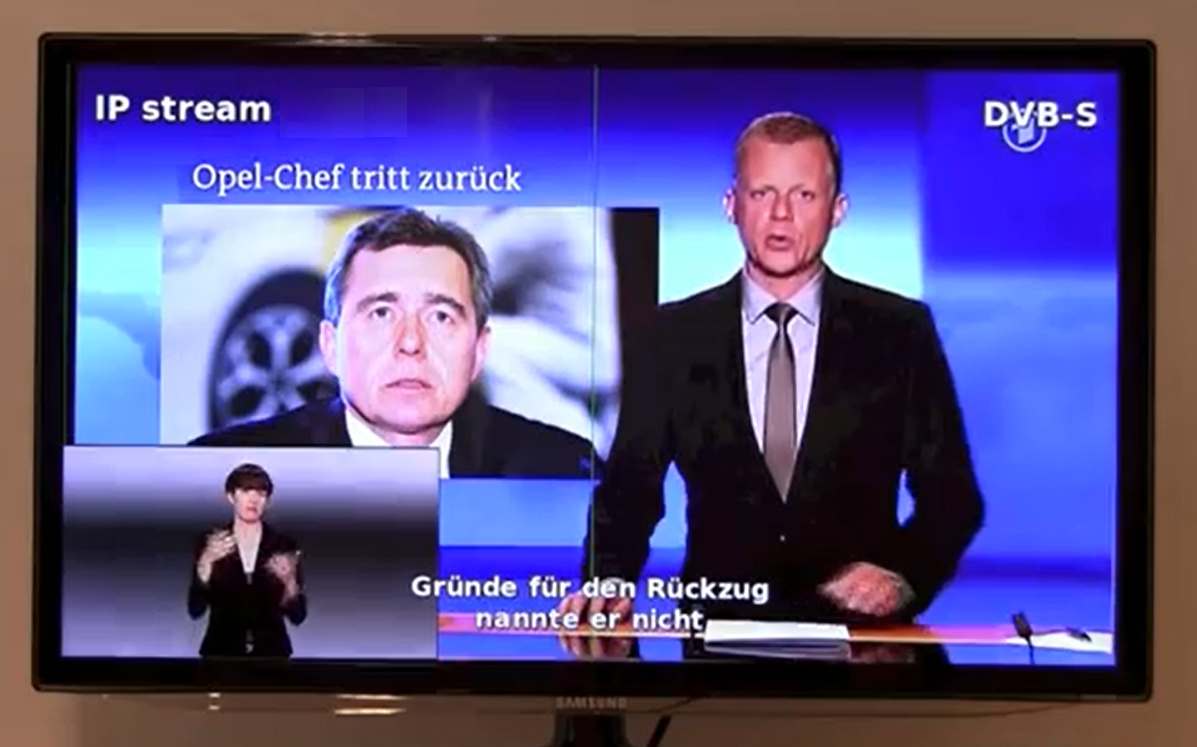 IP stream
DVB-S
Opel-Chef tritt zurück
Gründe für den Rückzug
nannte er nicht
SAMSUNG